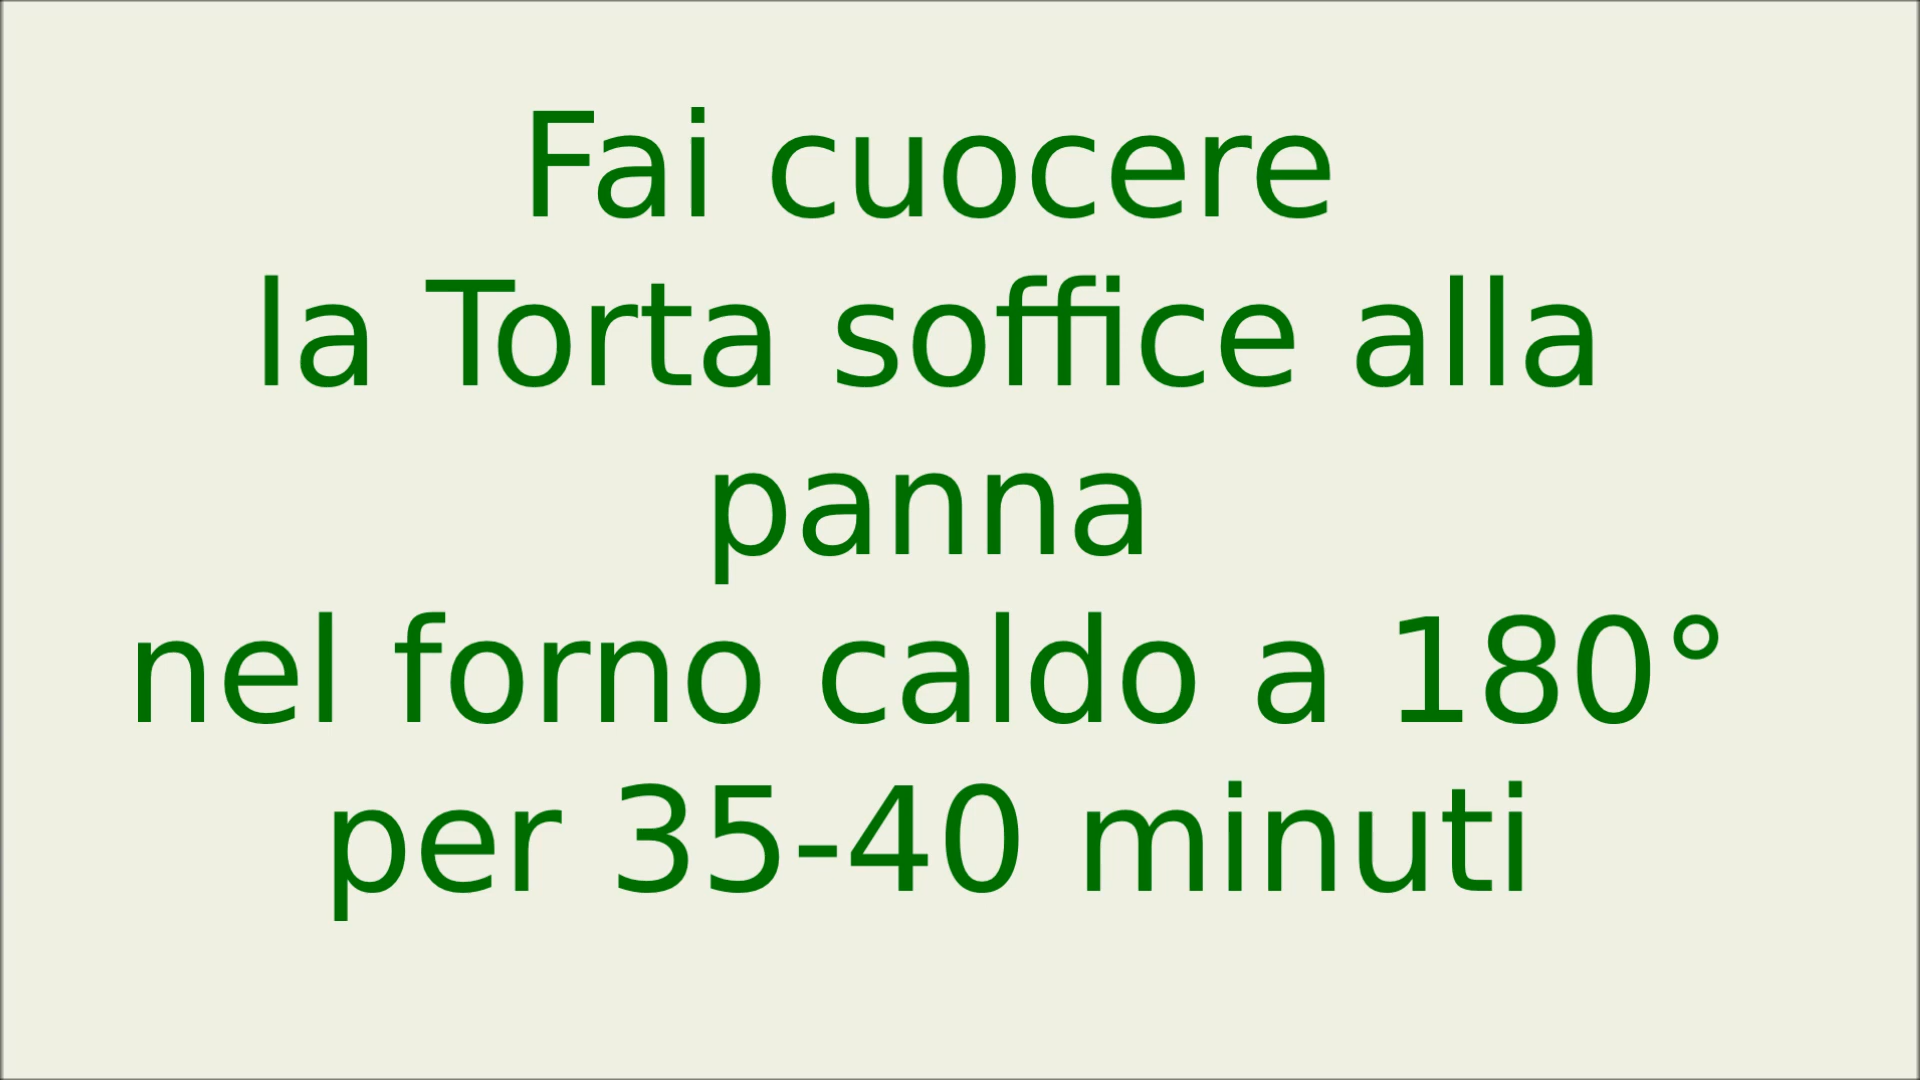 Fai cuocere
la Torta soffice alla
panna
nel forno caldo a 180°
per 35-40 minuti